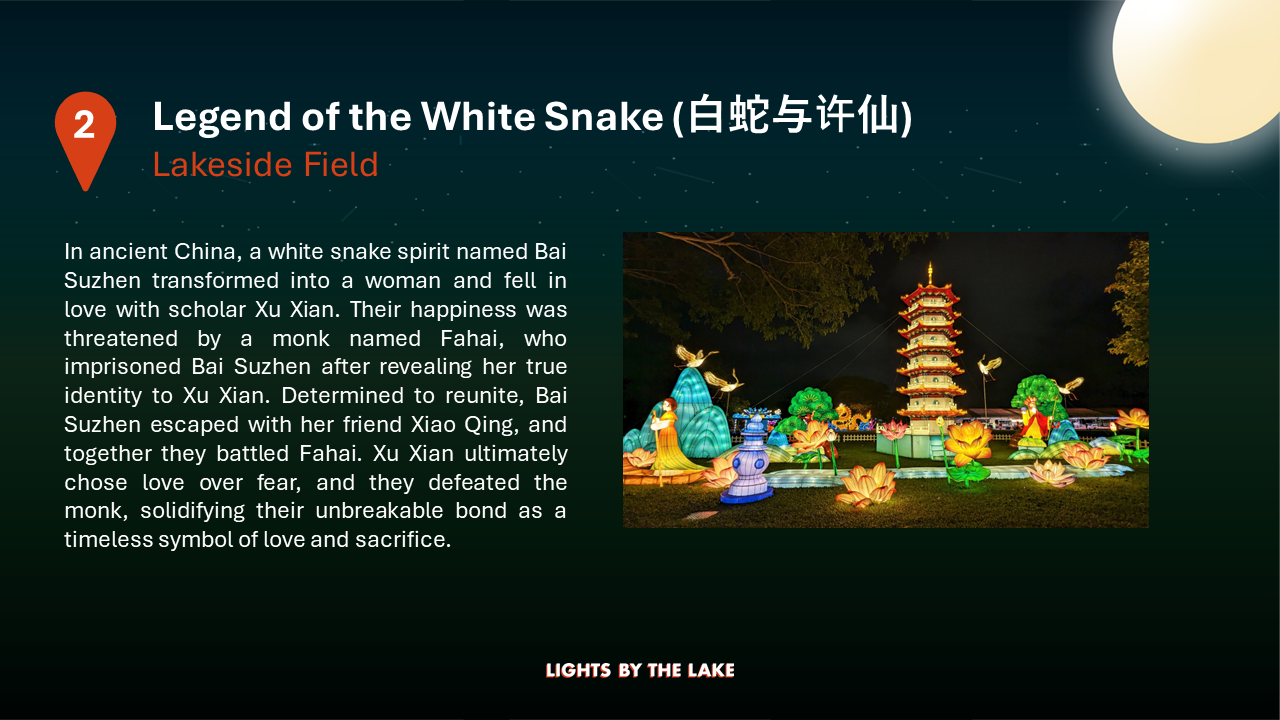 2
Legend of the White Snake (白蛇与许仙)
Lakeside Field
In ancient China, a white snake spirit named Bai
Suzhen transformed into a woman and fell in
love with scholar Xu Xian. Their happiness was
threatened by a monk named Fahai, who
imprisoned Bai Suzhen after revealing her true
identity to Xu Xian. Determined to reunite, Bai
Suzhen escaped with her friend Xiao Qing, and
together they battled Fahai. Xu Xian ultimately
chose love over fear, and they defeated the
monk, solidifying their unbreakable bond as a
timeless symbol of love and sacrifice.
LIGHTS BY THE LAKE